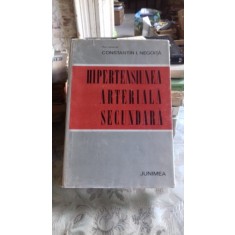 CONSTANTIN I. NEGOIȚĂ
HIPERTENSIUNEA
ARTERIALĂ
SECUNDARĂ
JUNIMEA